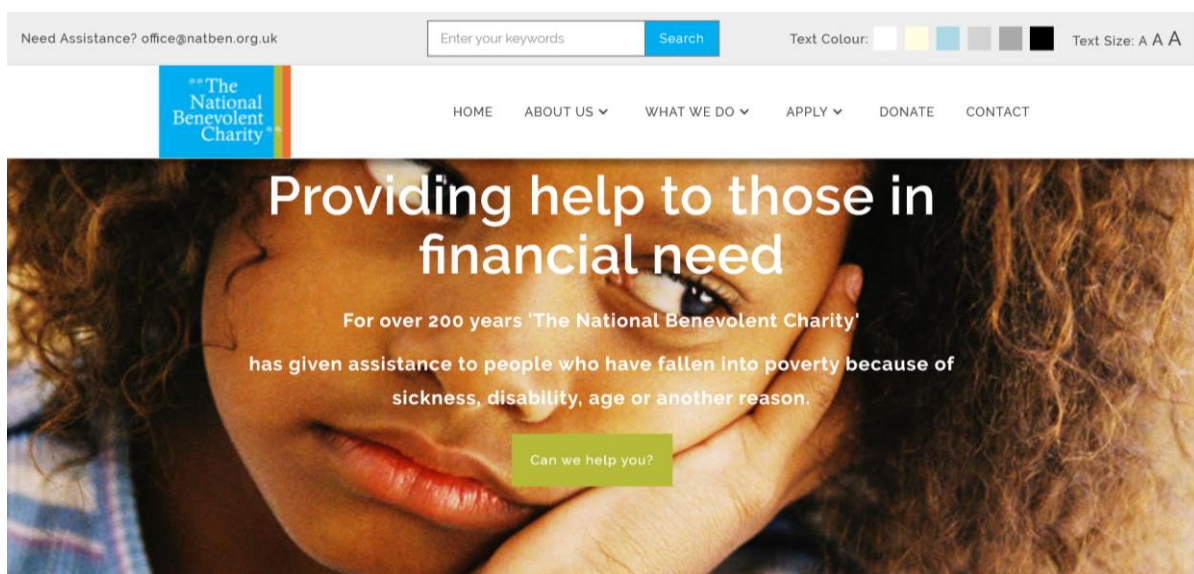 Need Assistance? office@natben.org.uk
Enter your keywords
Search
Text Colour:
Text Size: A A A
The
National
Benevolent
Charity
HOME ABOUT US WHAT WE DO APPLY DONATE CONTACT
Providing help to those in
financial need
For over 200 years 'The National Benevolent Charity'
has given assistance to people who have fallen into poverty because of
sickness, disability, age or another reason.
Can we help you?